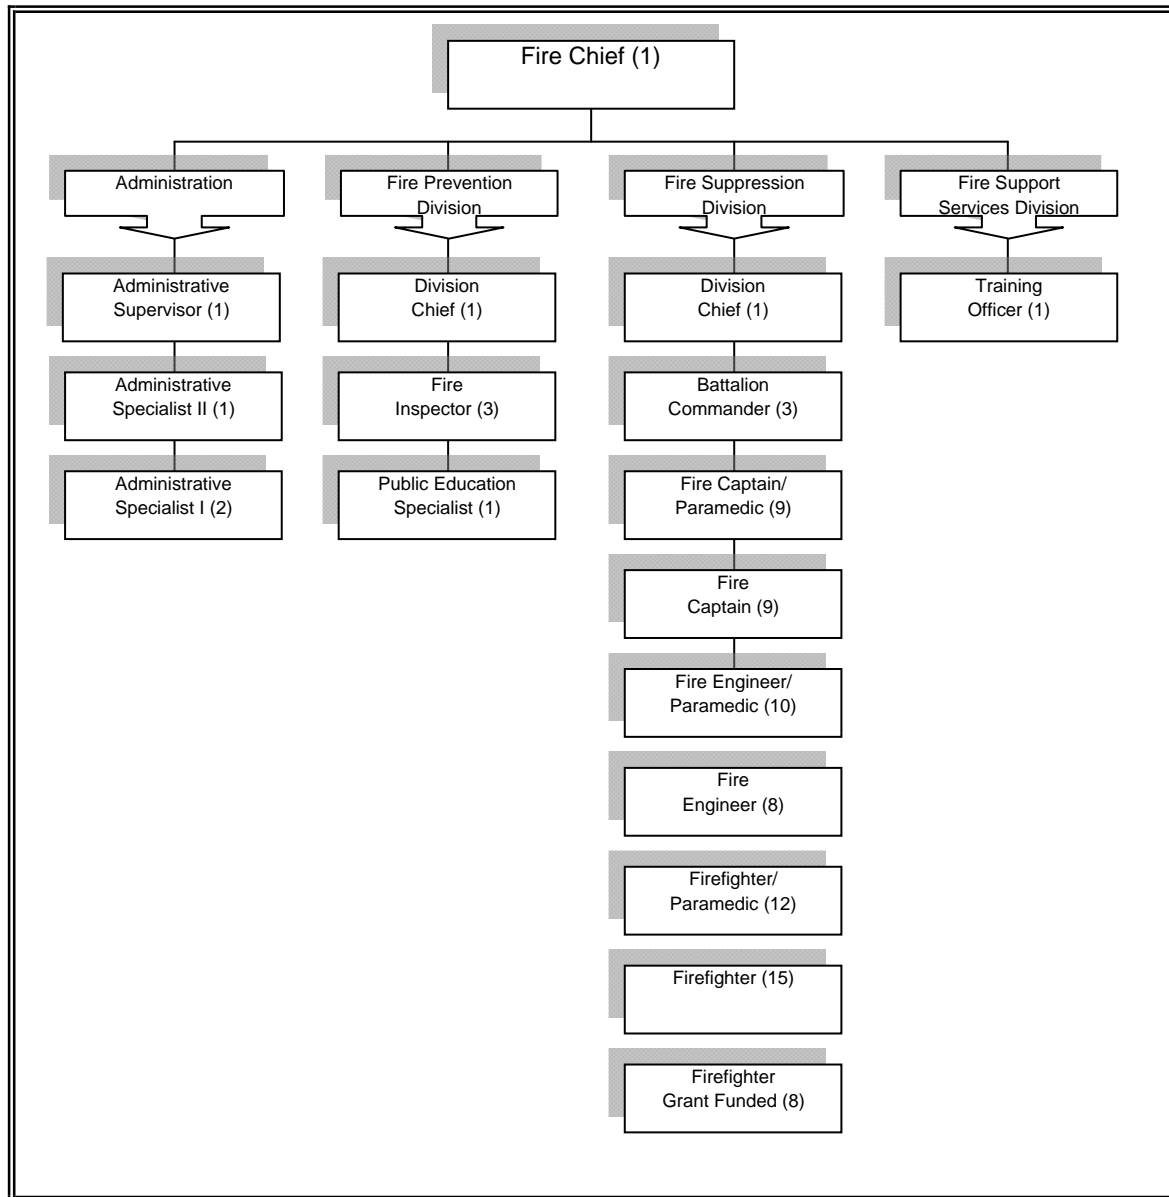 Fire Chief (1)
Administration
Fire Prevention
Division
Fire Suppression
Division
Fire Support
Services Division
Administrative
Supervisor (1)
Division
Chief (1)
Division
Chief (1)
Training
Officer (1)
Administrative
Specialist II (1)
Fire
Inspector (3)
Battalion
Commander (3)
Administrative
Specialist I (2)
Public Education
Specialist (1)
Fire Captain/
Paramedic (9)
Fire
Captain (9)
Fire Engineer/
Paramedic (10)
Fire
Engineer (8)
Firefighter/
Paramedic (12)
Firefighter (15)
Firefighter
Grant Funded (8)